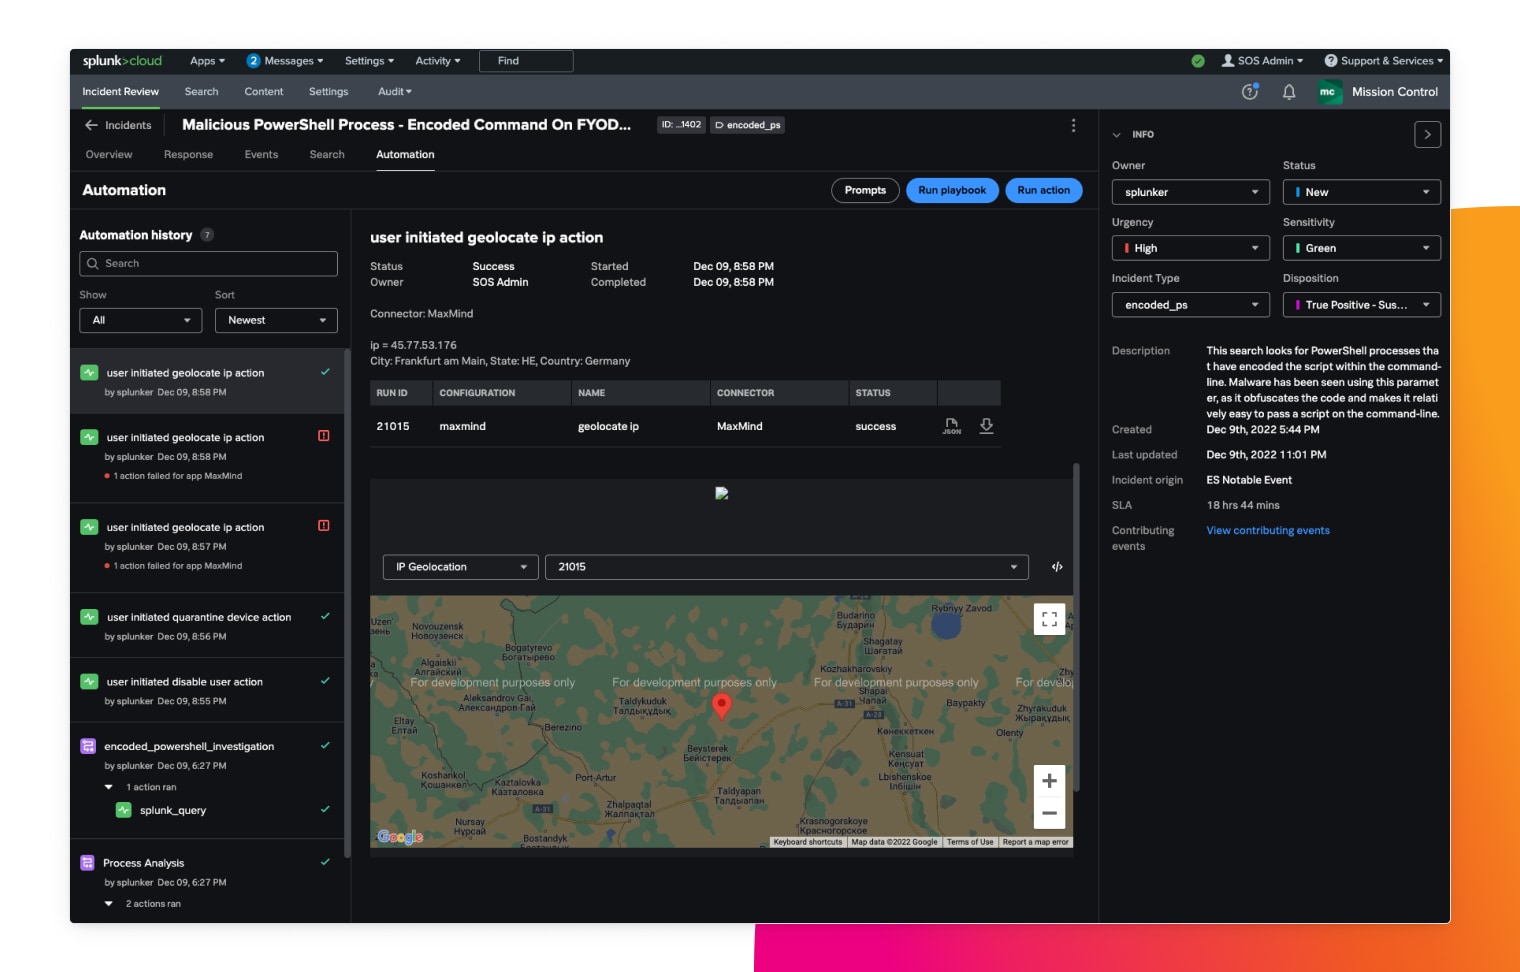 splunk>cloud Apps 2 Messages Settings Activity Find SOS Admin ? Support & Services
Incident Review Search Content Settings Audit ? mc Mission Control
Incidents Malicious PowerShell Process - Encoded Command On FYOD... ID: ...1402 encoded_ps
Overview Response Events Search Automation
Automation Prompts Run playbook Run action
Automation history 7
Search
Show Sort
All Newest
user initiated geolocate ip action
by splunker Dec 09, 8:58 PM
user initiated geolocate ip action
by splunker Dec 09, 8:58 PM
1 action failed for app MaxMind
user initiated geolocate ip action
by splunker Dec 09, 8:57 PM
1 action failed for app MaxMind
user initiated quarantine device action
by splunker Dec 09, 8:56 PM
user initiated disable user action
by splunker Dec 09, 8:55 PM
encoded_powershell_investigation
by splunker Dec 09, 6:27 PM
1 action ran
splunk_query
Process Analysis
by splunker Dec 09, 6:27 PM
2 actions ran
user initiated geolocate ip action
Status Success Started Dec 09, 8:58 PM
Owner SOS Admin Completed Dec 09, 8:58 PM
Connector: MaxMind
ip = 45.77.53.176
City: Frankfurt am Main, State: HE, Country: Germany
RUN ID CONFIGURATION NAME CONNECTOR STATUS
21015 maxmind geolocate ip MaxMind success JSON
IP Geolocation 21015 </>
Rybnyy Zavod
Budarino
Бударин
Novouzensk
Новоузенск
Shagatay
Шағатай
Bogatyrevo
Богатырево
Algaiskii
Алгайский
Kozhakharovskiy
For development purposes only For development purposes only For development purposes only For develop
Shapai
Чапай
A-31
A-28
Aleksandrov Gai
Александров Гай
Taldykuduk
Талдықудық
Baypakty
Zhyrakuduk
Жырақұдық
Eltay
Елтай
Berezino
Көнеккеткен
Olenty
Beysterek
Бейістерек
Kensuat
Кеңсуат
Koshankol
Қошанкөл
Kaztalovka
Казталовка
Port-Artur
Lbishenskoe
Інбішін
Taldyapan
Талдыапан
A-31
Zhalpaqtal
Жалпақтал
Nursay
Нұрсай
Krasnogorskoye
Красногорское
Bostandyk
Google
Keyboard shortcuts Map data ©2022 Google Terms of Use Report a map error
INFO
Owner Status
splunker New
Urgency Sensitivity
High Green
Incident Type Disposition
encoded_ps True Positive - Sus...
Description This search looks for PowerShell processes tha
t have encoded the script within the command-
line. Malware has been seen using this paramet
er, as it obfuscates the code and makes it relati
vely easy to pass a script on the command-line.
Created Dec 9th, 2022 5:44 PM
Last updated Dec 9th, 2022 11:01 PM
Incident origin ES Notable Event
SLA 18 hrs 44 mins
Contributing View contributing events
events